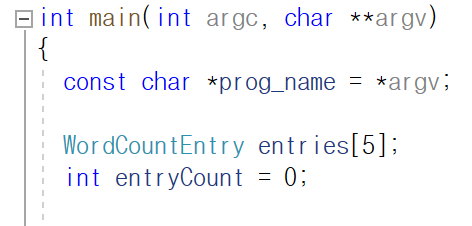 int main(int argc, char **argv)
{
const char *prog_name = *argv;
WordCountEntry entries[5];
int entryCount = 0;